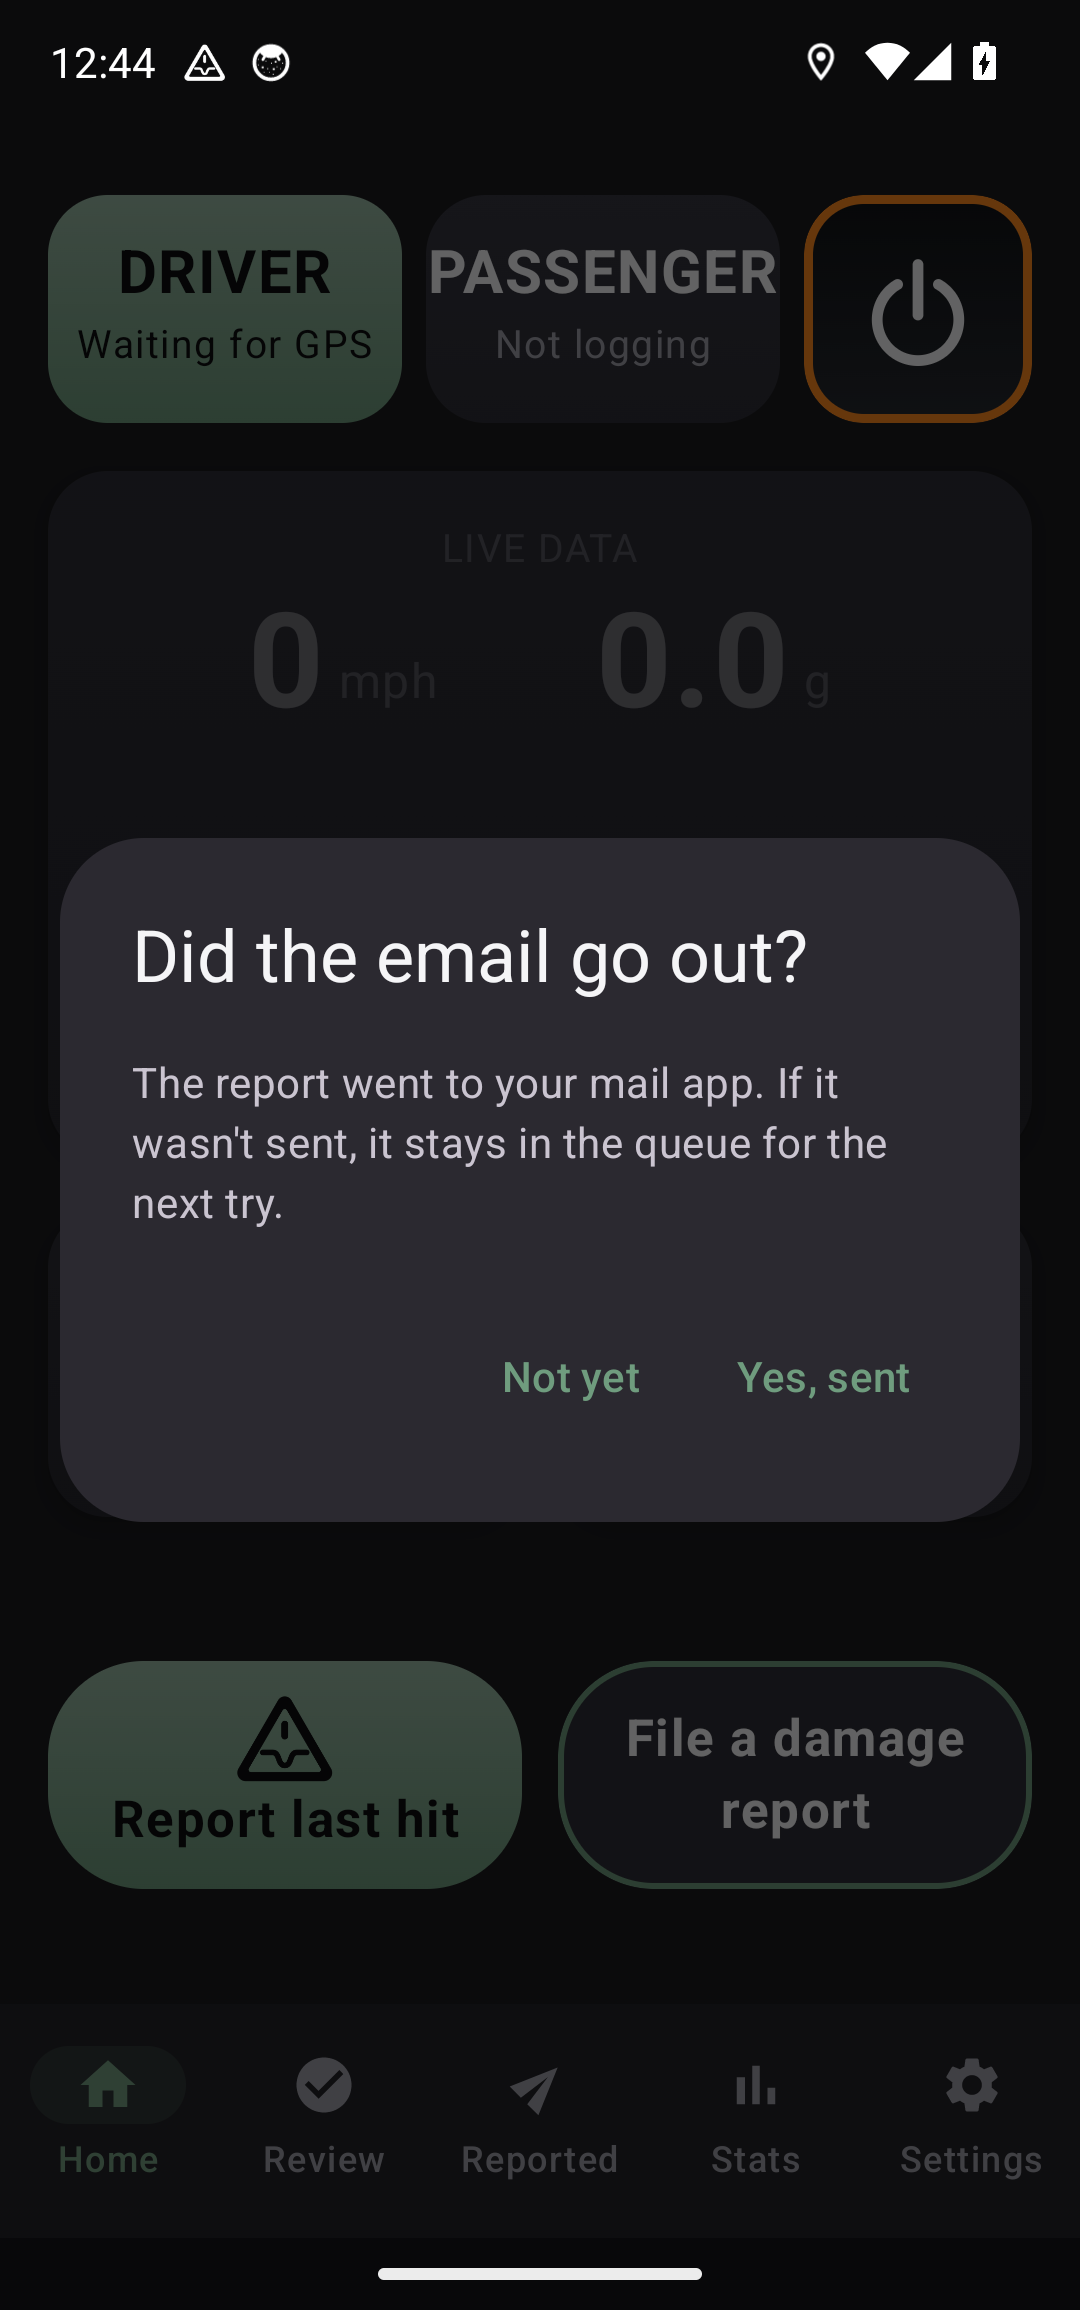 12:44
DRIVER
Waiting for GPS
PASSENGER
Not logging
LIVE DATA
0 mph
0.0 g
Did the email go out?
The report went to your mail app. If it
wasn't sent, it stays in the queue for the
next try.
Not yet
Yes, sent
Report last hit
File a damage
report
Home
Review
Reported
Stats
Settings